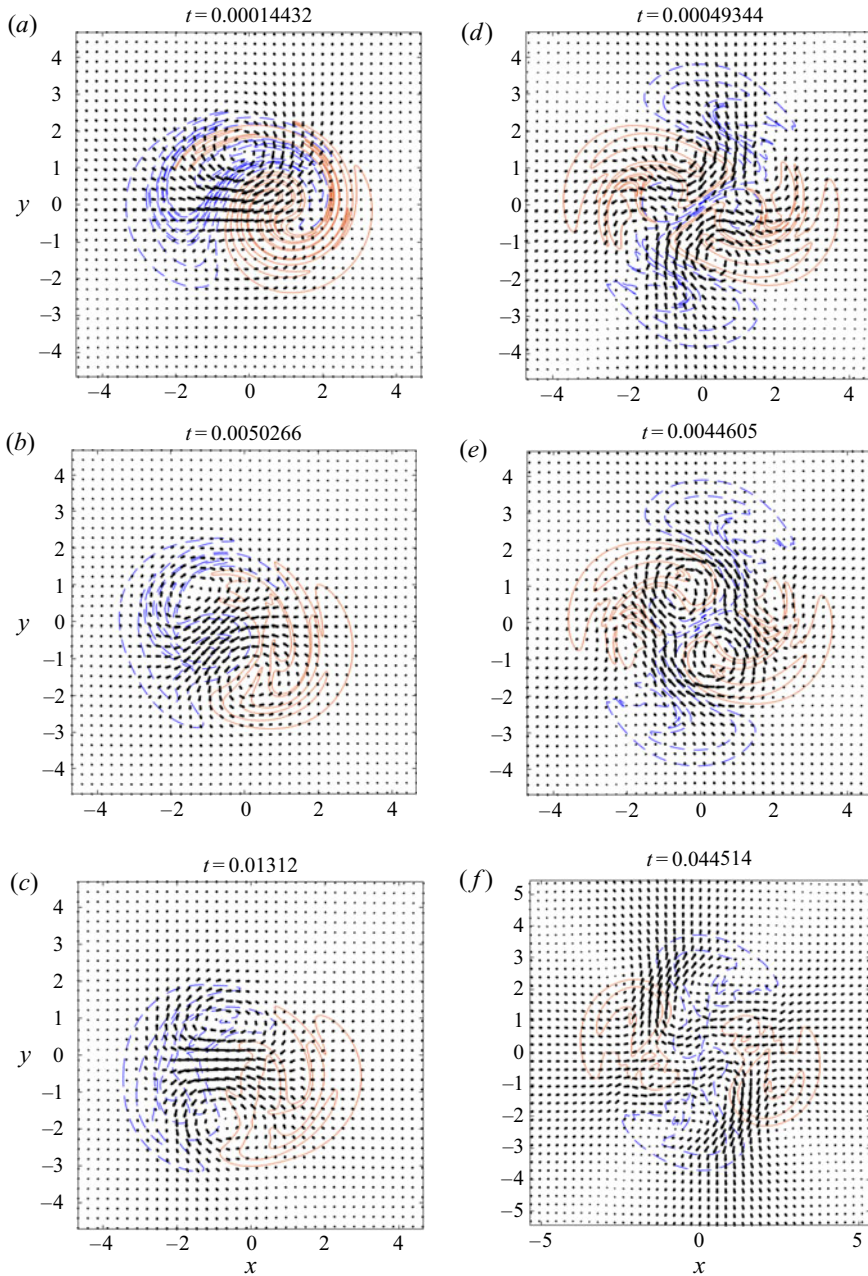 (a)
t = 0.00014432
4
3
2
1
y 0
−1
−2
−3
−4
−4 −2 0 2 4
(d)
t = 0.00049344
4
3
2
1
0
−1
−2
−3
−4
−4 −2 0 2 4
(b)
t = 0.0050266
4
3
2
1
y 0
−1
−2
−3
−4
−4 −2 0 2 4
(e)
t = 0.0044605
4
3
2
1
0
−1
−2
−3
−4
−4 −2 0 2 4
(c)
t = 0.01312
4
3
2
1
y 0
−1
−2
−3
−4
−4 −2 0 2 4
x
(f)
t = 0.044514
5
4
3
2
1
0
−1
−2
−3
−4
−5
−5 0 5
x